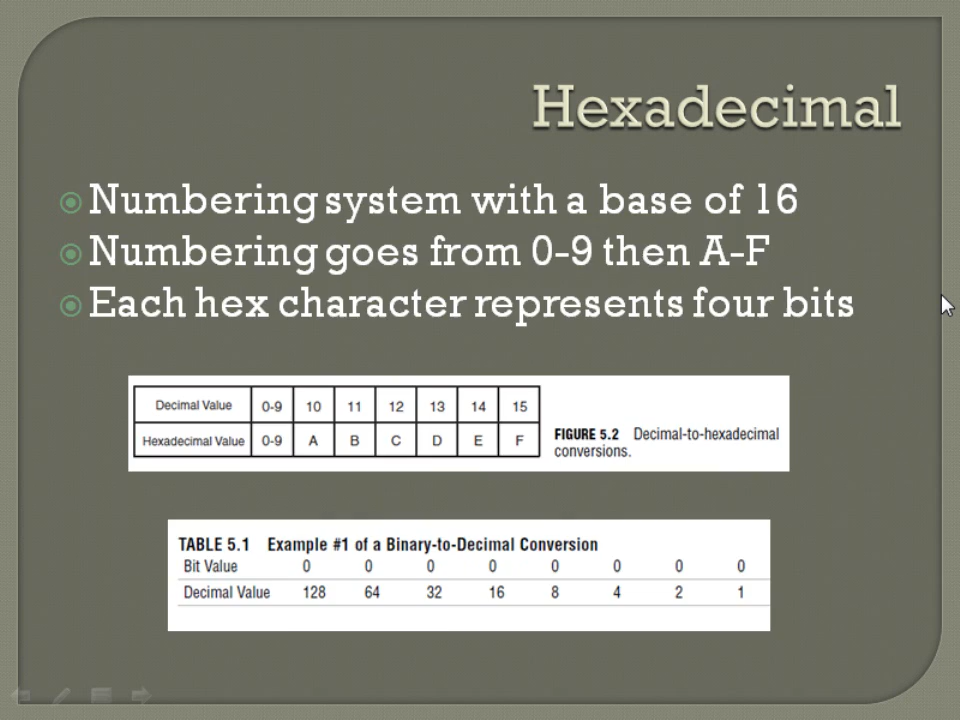 Hexadecimal
Numbering system with a base of 16
Numbering goes from 0-9 then A-F
Each hex character represents four bits
Decimal Value 0-9 10 11 12 13 14 15
Hexadecimal Value 0-9 A B C D E F
FIGURE 5.2 Decimal-to-hexadecimal
conversions.
TABLE 5.1 Example #1 of a Binary-to-Decimal Conversion
Bit Value 0 0 0 0 0 0 0 0
Decimal Value 128 64 32 16 8 4 2 1